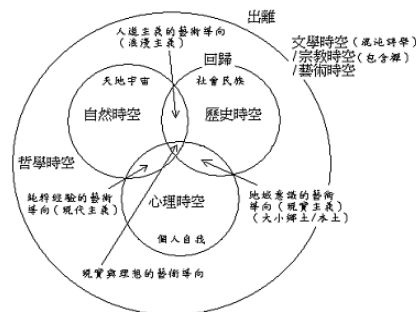 出離
人道主義的藝術導向
(浪漫主義)
回歸
文學時空(混沌詩學)
/宗教時空(包含禪)
/藝術時空
天地宇宙
社會民族
自然時空
歷史時空
哲學時空
純粹經驗的藝術
導向(現代主義)
心理時空
地域意識的藝術
導向(現實主義)
(大小鄉土/本土)
個人自我
現實與理想的藝術導向